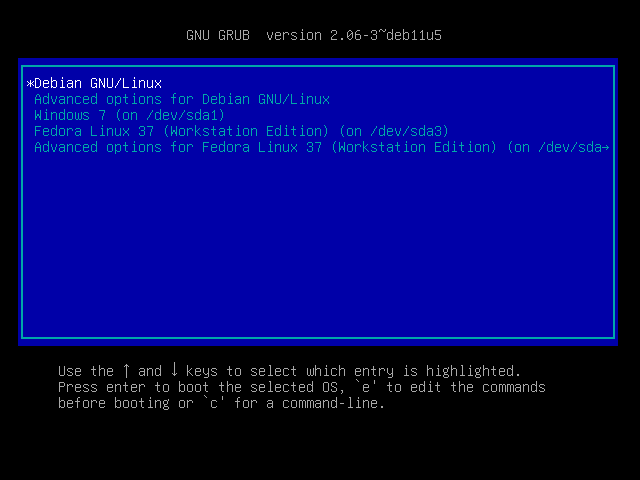 GNU GRUB  version 2.06-3~deb11u5
*Debian GNU/Linux
Advanced options for Debian GNU/Linux
Windows 7 (on /dev/sda1)
Fedora Linux 37 (Workstation Edition) (on /dev/sda3)
Advanced options for Fedora Linux 37 (Workstation Edition) (on /dev/sda→
Use the ↑ and ↓ keys to select which entry is highlighted.
Press enter to boot the selected OS, `e' to edit the commands
before booting or `c' for a command-line.